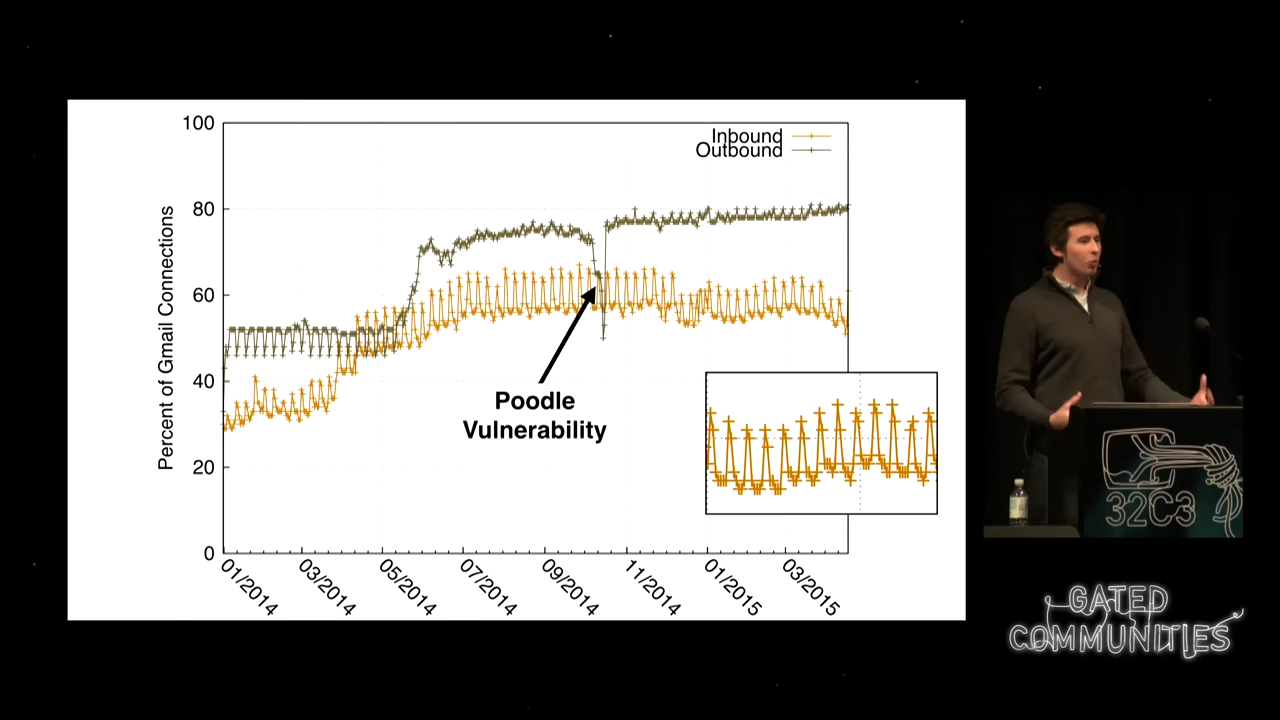 100
80
60
40
20
0
Percent of Gmail Connections
Inbound
Outbound
Poodle
Vulnerability
01/2014
03/2014
05/2014
07/2014
09/2014
11/2014
01/2015
03/2015
32C3
GATED
COMMUNITIES